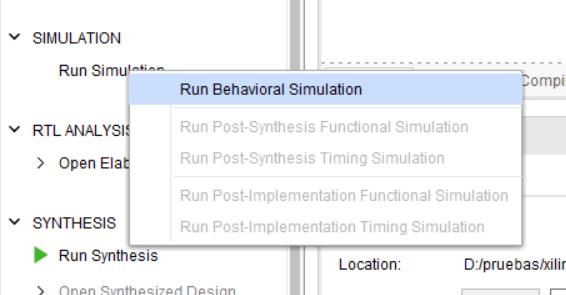 SIMULATION
Run Simulation
Run Behavioral Simulation
Compi
Run Post-Synthesis Functional Simulation
RTL ANALYSIS
Run Post-Synthesis Timing Simulation
Open Elab
Run Post-Implementation Functional Simulation
SYNTHESIS
Run Post-Implementation Timing Simulation
Run Synthesis
Location: D:/pruebas/xilin
Open Synthesized Design